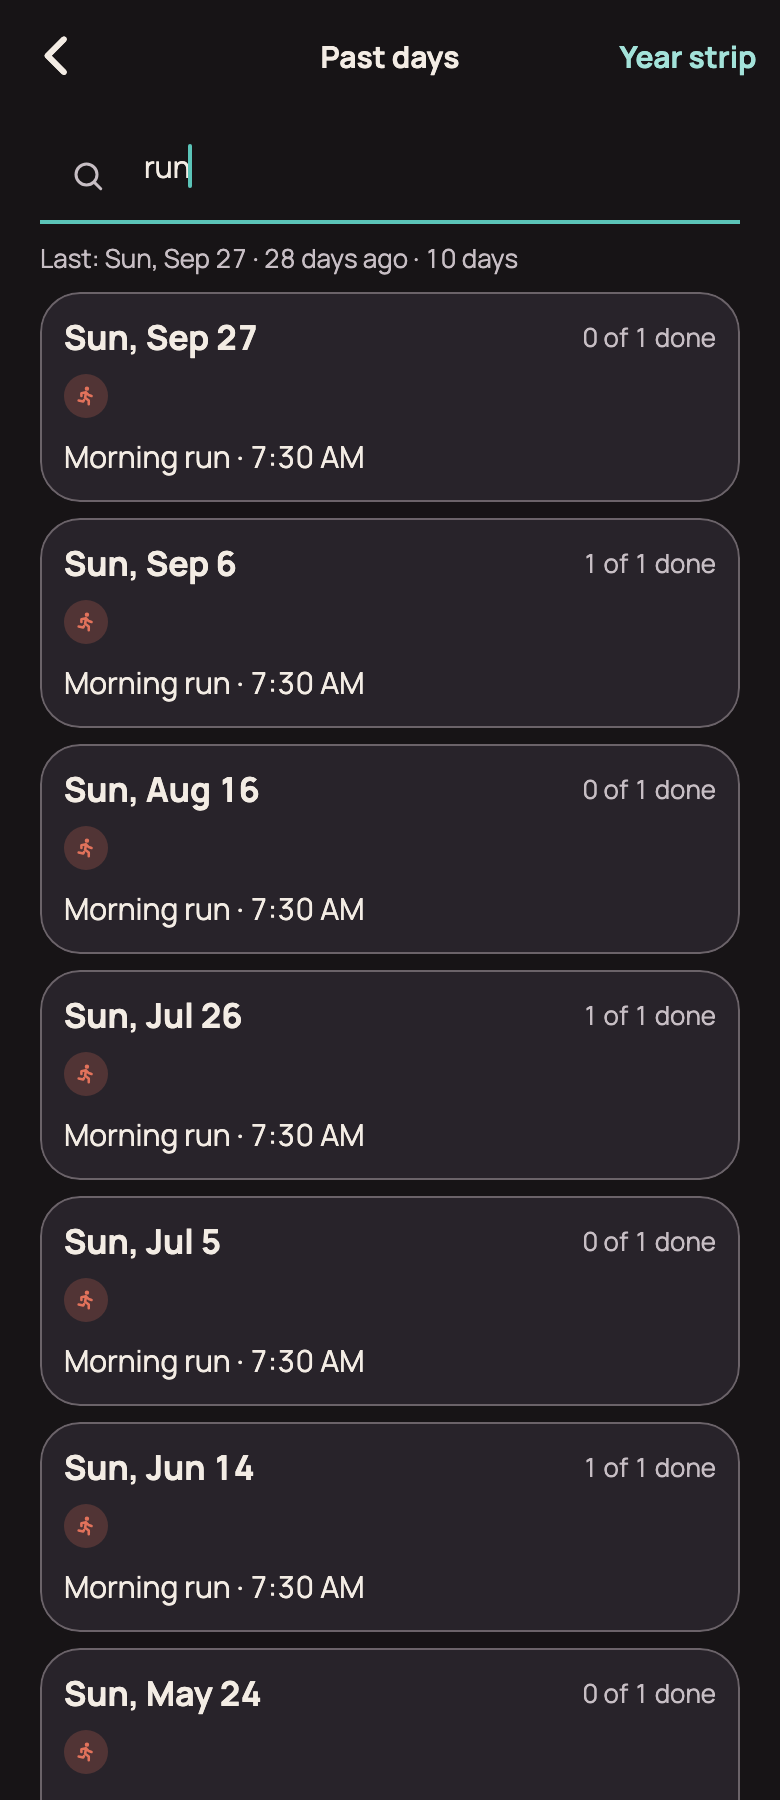 Past days
Year strip
run
Last: Sun, Sep 27 · 28 days ago · 10 days
Sun, Sep 27
0 of 1 done
Morning run · 7:30 AM
Sun, Sep 6
1 of 1 done
Morning run · 7:30 AM
Sun, Aug 16
0 of 1 done
Morning run · 7:30 AM
Sun, Jul 26
1 of 1 done
Morning run · 7:30 AM
Sun, Jul 5
0 of 1 done
Morning run · 7:30 AM
Sun, Jun 14
1 of 1 done
Morning run · 7:30 AM
Sun, May 24
0 of 1 done